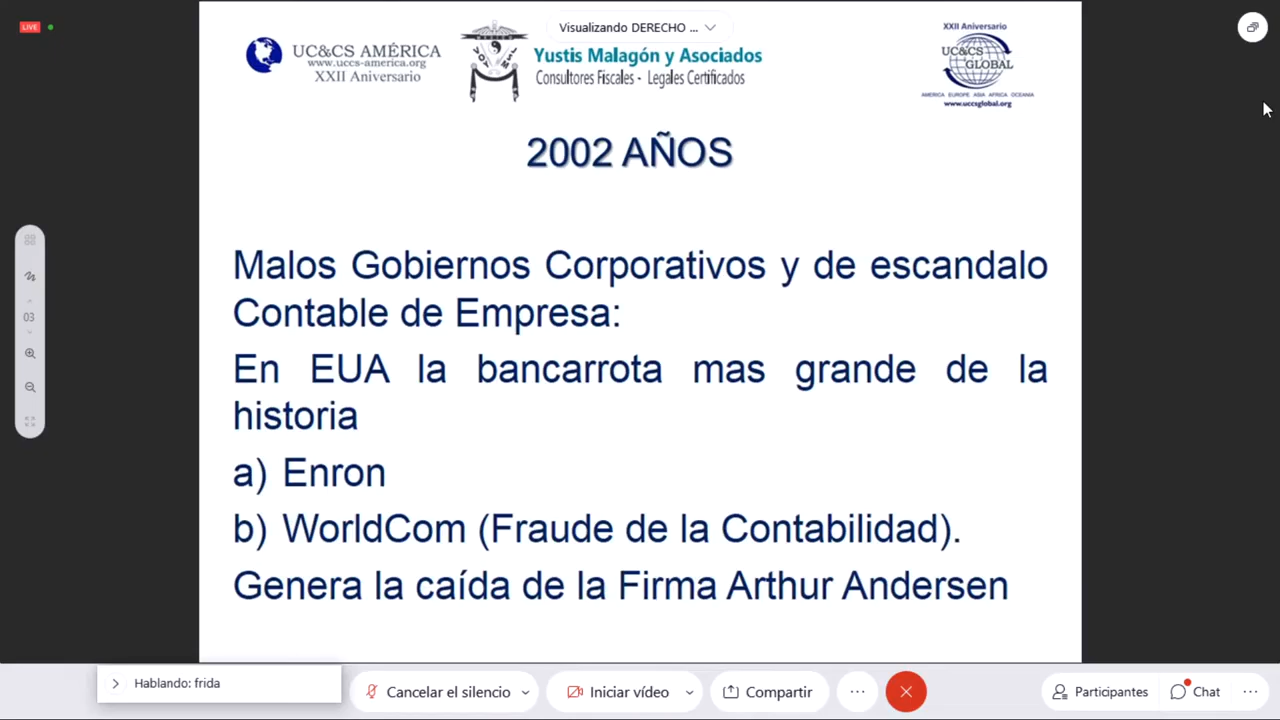 LIVE
Visualizando DERECHO ...
UC&CS AMÉRICA
www.uccs-america.org
XXII Aniversario
Yustis Malagón y Asociados
Consultores Fiscales - Legales Certificados
XXII Aniversario
UC&CS
GLOBAL
AMERICA EUROPE ASIA AFRICA OCEANIA
www.uccsglobal.org
2002 AÑOS
Malos Gobiernos Corporativos y de escandalo
Contable de Empresa:
En EUA la bancarrota mas grande de la
historia
a) Enron
b) WorldCom (Fraude de la Contabilidad).
Genera la caída de la Firma Arthur Andersen
03
Hablando: frida
Cancelar el silencio
Iniciar vídeo
Compartir
Participantes
Chat